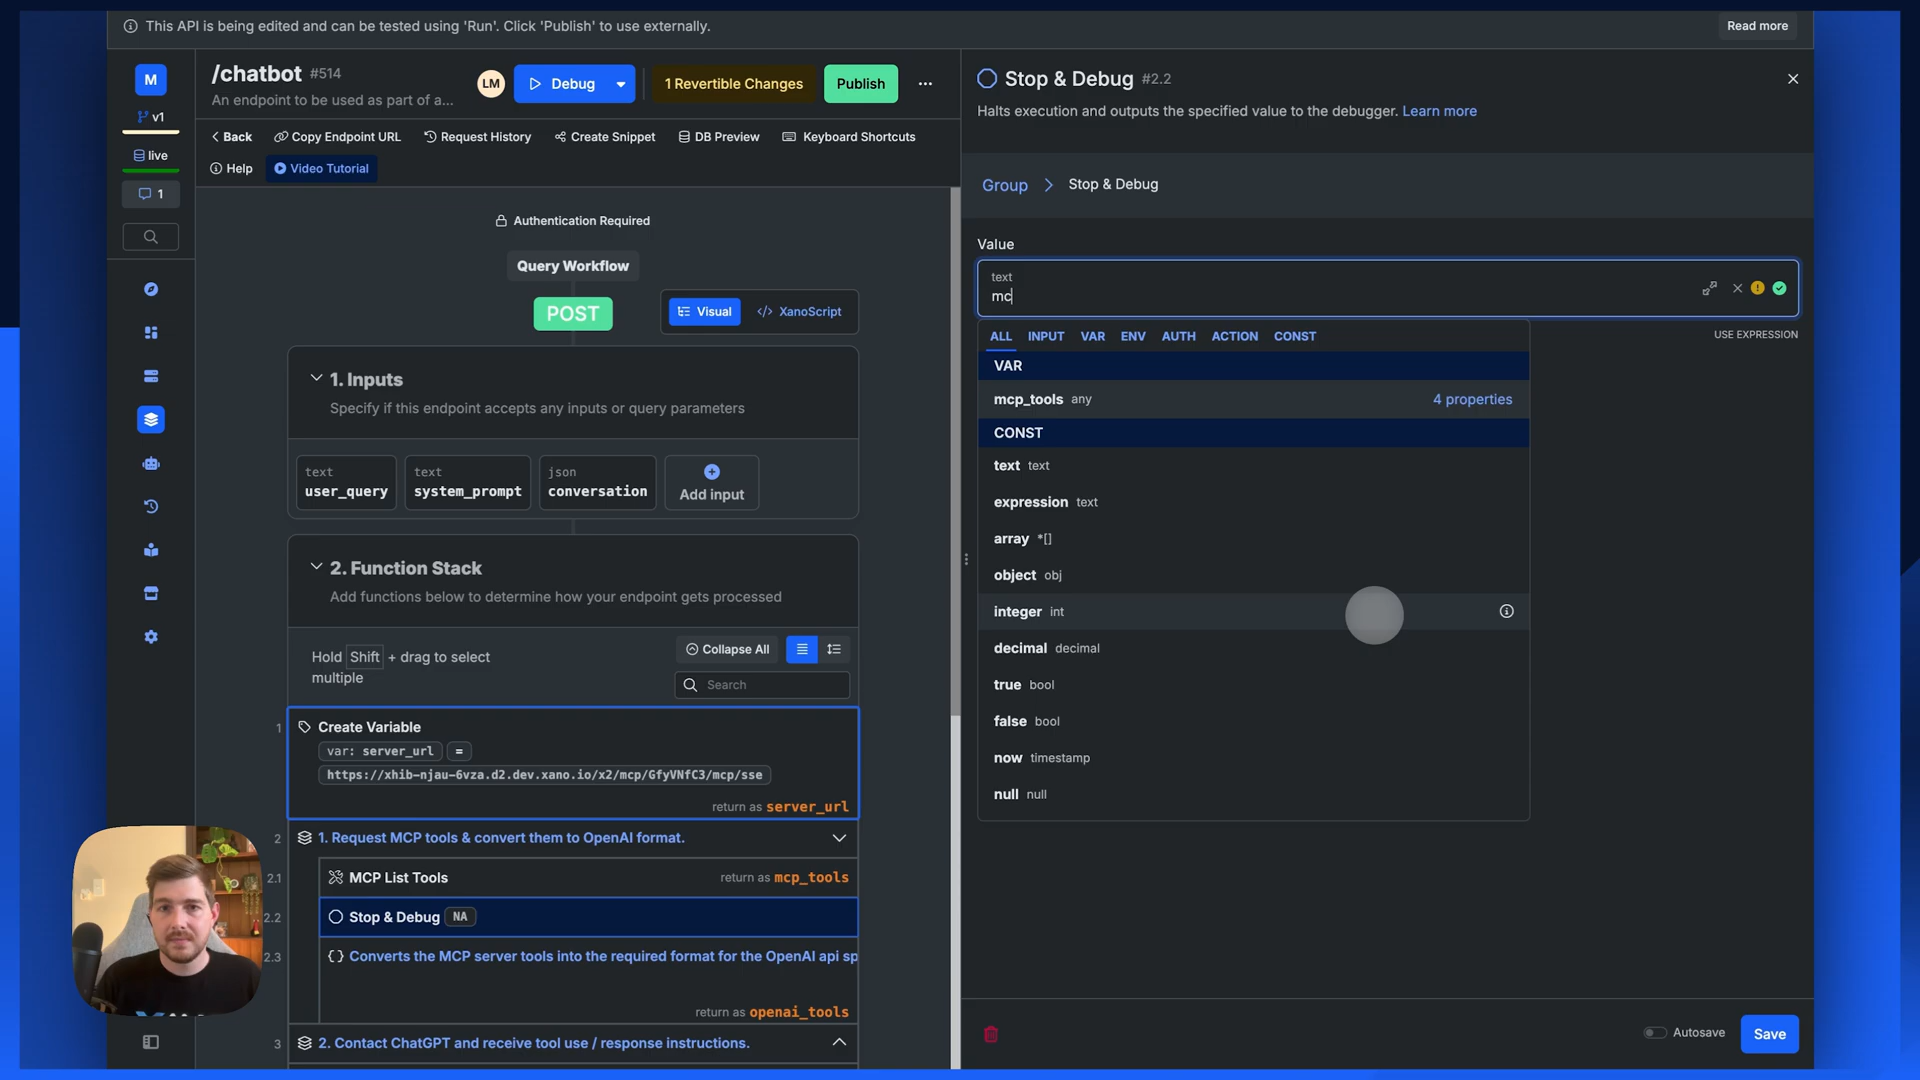 This API is being edited and can be tested using 'Run'. Click 'Publish' to use externally.
Read more
M
v1
live
1
/chatbot #514
An endpoint to be used as part of a...
LM
Debug
1 Revertible Changes
Publish
Back
Copy Endpoint URL
Request History
Create Snippet
DB Preview
Keyboard Shortcuts
Help
Video Tutorial
Authentication Required
Query Workflow
POST
Visual
XanoScript
1. Inputs
Specify if this endpoint accepts any inputs or query parameters
text
user_query
text
system_prompt
json
conversation
Add input
2. Function Stack
Add functions below to determine how your endpoint gets processed
Hold Shift + drag to select
multiple
Collapse All
Search
1
Create Variable
var: server_url =
https://xhib-njau-6vza.d2.dev.xano.io/x2/mcp/GfyVNfC3/mcp/sse
return as server_url
2
1. Request MCP tools & convert them to OpenAI format.
2.1
MCP List Tools
return as mcp_tools
2.2
Stop & Debug NA
2.3
Converts the MCP server tools into the required format for the OpenAI api sp
return as openai_tools
3
2. Contact ChatGPT and receive tool use / response instructions.
Stop & Debug #2.2
Halts execution and outputs the specified value to the debugger. Learn more
Group > Stop & Debug
Value
text
mc
ALL INPUT VAR ENV AUTH ACTION CONST
USE EXPRESSION
VAR
mcp_tools any
4 properties
CONST
text text
expression text
array *[]
object obj
integer int
decimal decimal
true bool
false bool
now timestamp
null null
Autosave
Save